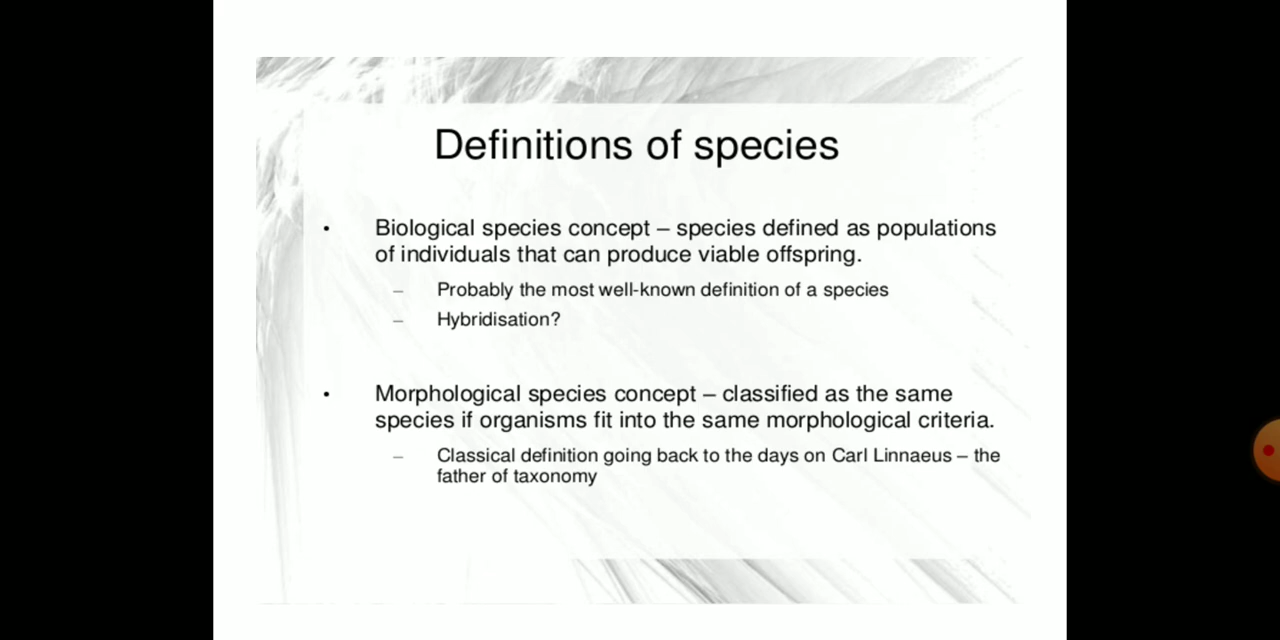 Definitions of species
• Biological species concept – species defined as populations
of individuals that can produce viable offspring.
– Probably the most well-known definition of a species
– Hybridisation?
• Morphological species concept – classified as the same
species if organisms fit into the same morphological criteria.
– Classical definition going back to the days on Carl Linnaeus – the
father of taxonomy